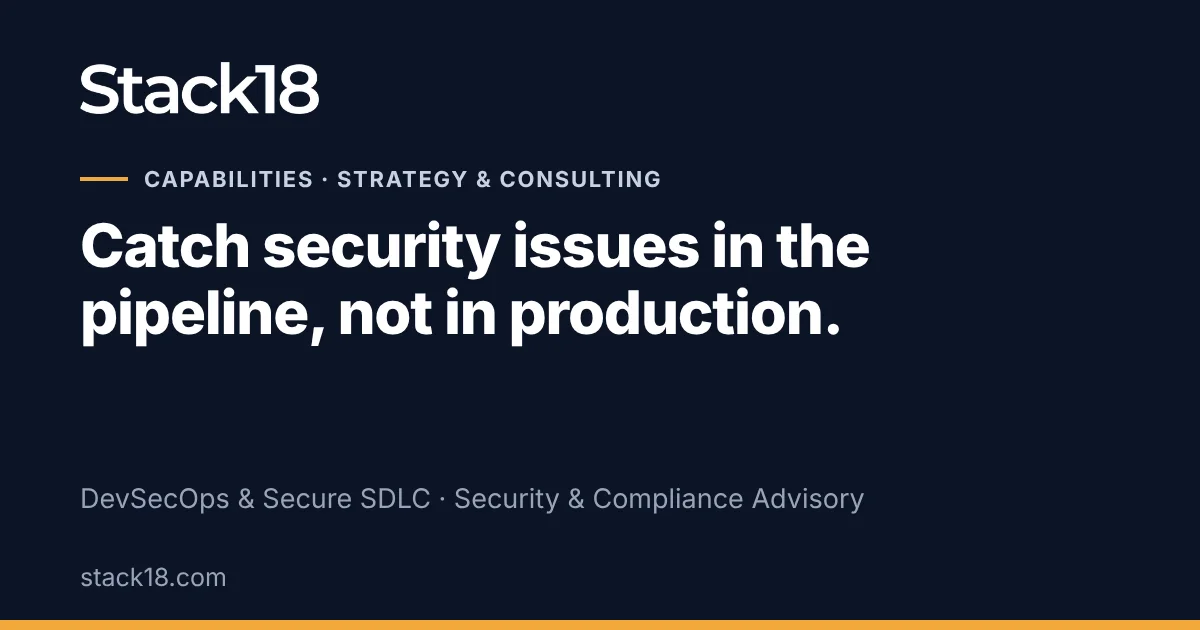 Stack18
CAPABILITIES · STRATEGY & CONSULTING
Catch security issues in the
pipeline, not in production.
DevSecOps & Secure SDLC · Security & Compliance Advisory
stack18.com